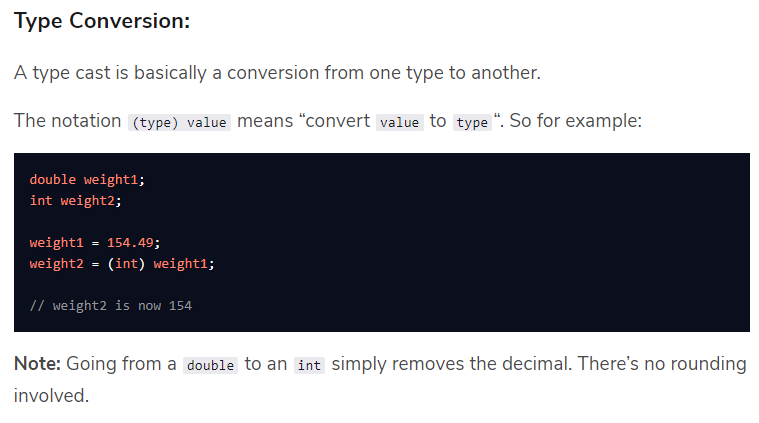 Type Conversion:
A type cast is basically a conversion from one type to another.
The notation (type) value means “convert value to type“. So for example:
double weight1;
int weight2;
weight1 = 154.49;
weight2 = (int) weight1;
// weight2 is now 154
Note: Going from a double to an int simply removes the decimal. There’s no rounding
involved.